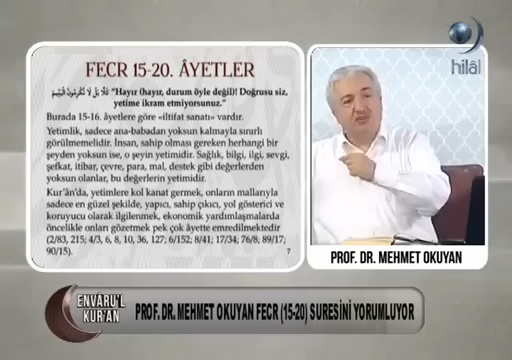 hilâl
FECR 15-20. ÂYETLER
كَلَّا بَلْ لَا تُكْرِمُونَ الْيَتِيمَ "Hayır (hayır, durum öyle değil)! Doğrusu siz,
yetime ikram etmiyorsunuz."
Burada 15-16. âyetlere göre «iltifat sanatı» vardır.
Yetimlik, sadece ana-babadan yoksun kalmayla sınırlı
görülmemelidir. İnsan, sahip olması gereken herhangi bir
şeyden yoksun ise, o şeyin yetimidir. Sağlık, bilgi, ilgi, sevgi,
şefkat, itibar, çevre, para, mal, destek gibi değerlerden
yoksun olanlar, bu değerlerin yetimidir.
Kur'ân'da, yetimlere kol kanat germek, onların mallarıyla
sadece en güzel şekilde, yapıcı, sahip çıkıcı, yol gösterici ve
koruyucu olarak ilgilenmek, ekonomik yardımlaşmalarda
öncelikle onları gözetmek pek çok âyette emredilmektedir
(2/83, 215; 4/3, 6, 8, 10, 36, 127; 6/152; 8/41; 17/34; 76/8; 89/17;
90/15).
7
PROF. DR. MEHMET OKUYAN
ENVÂRU'L
KUR'AN
PROF. DR. MEHMET OKUYAN FECR (15-20) SURESİNİ YORUMLUYOR